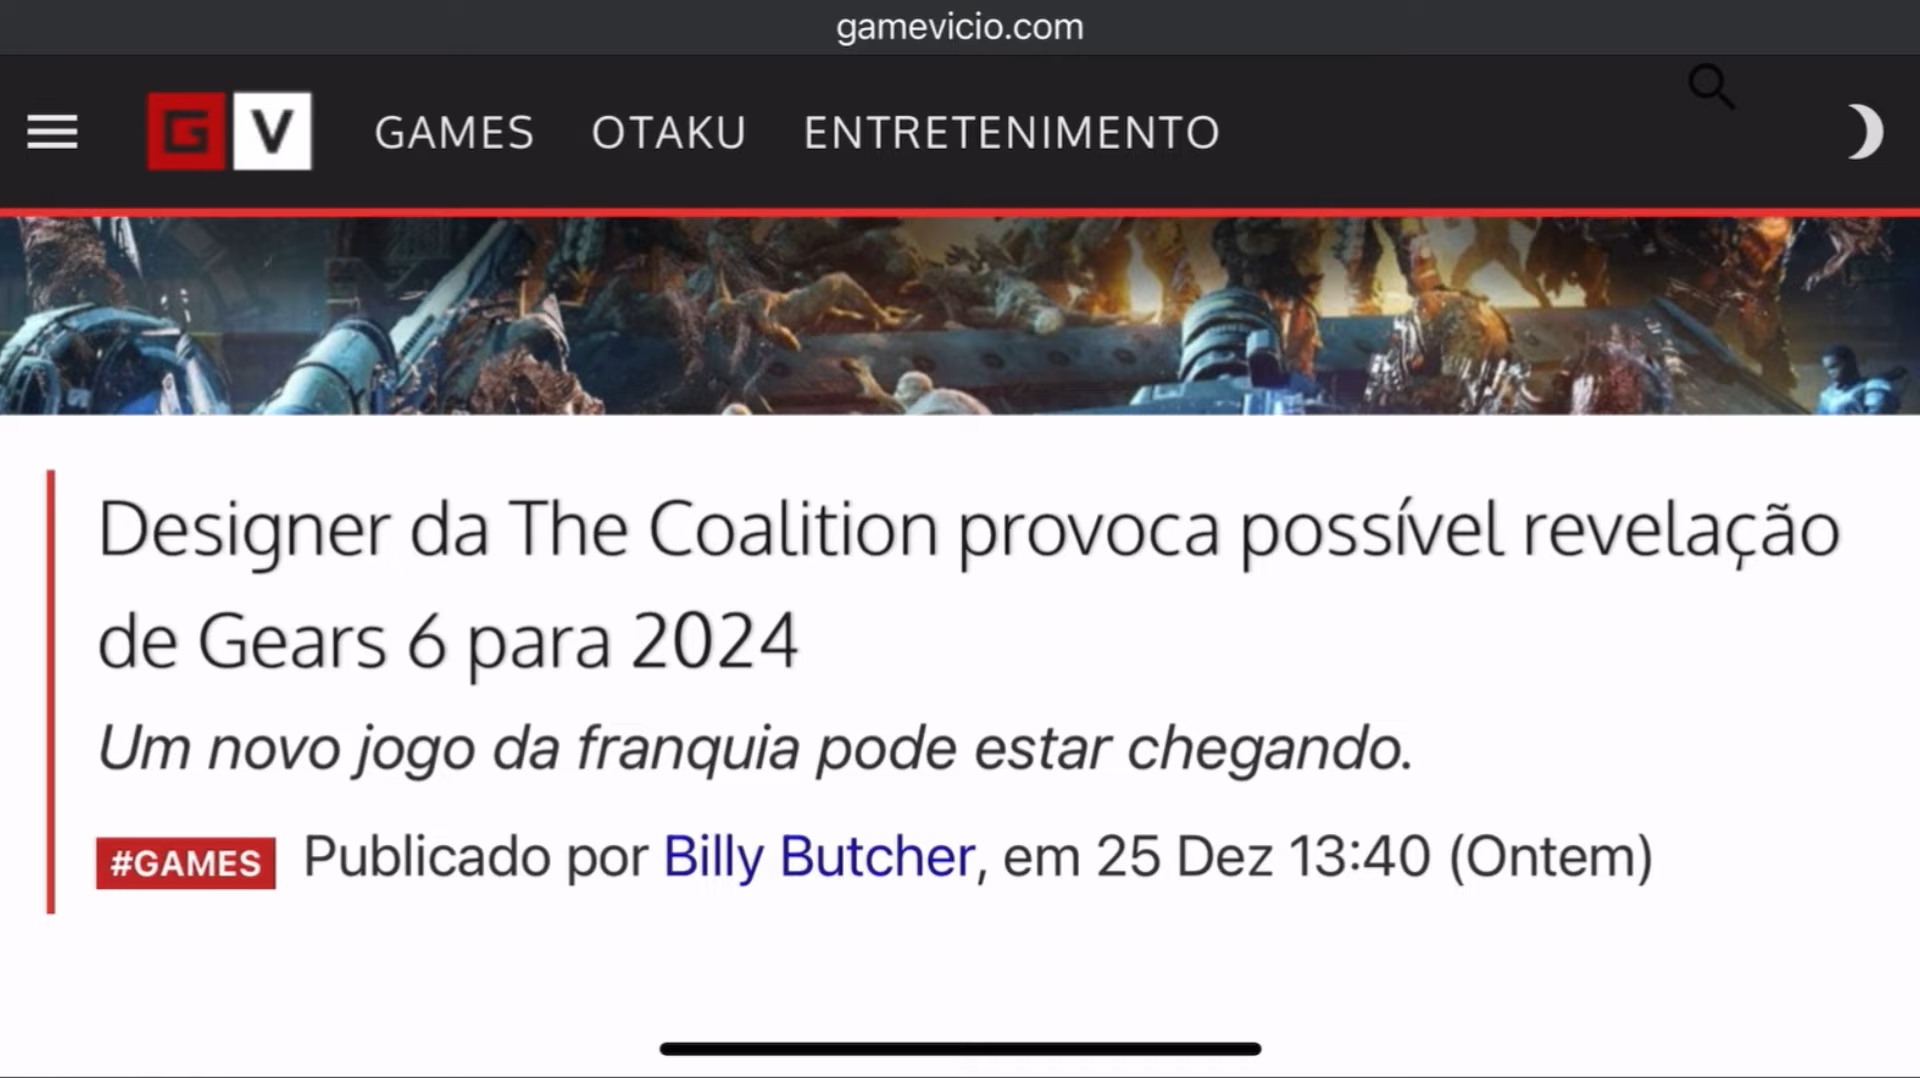 gamevicio.com
GV GAMES OTAKU ENTRETENIMENTO
Designer da The Coalition provoca possível revelação
de Gears 6 para 2024
Um novo jogo da franquia pode estar chegando.
#GAMES Publicado por Billy Butcher, em 25 Dez 13:40 (Ontem)